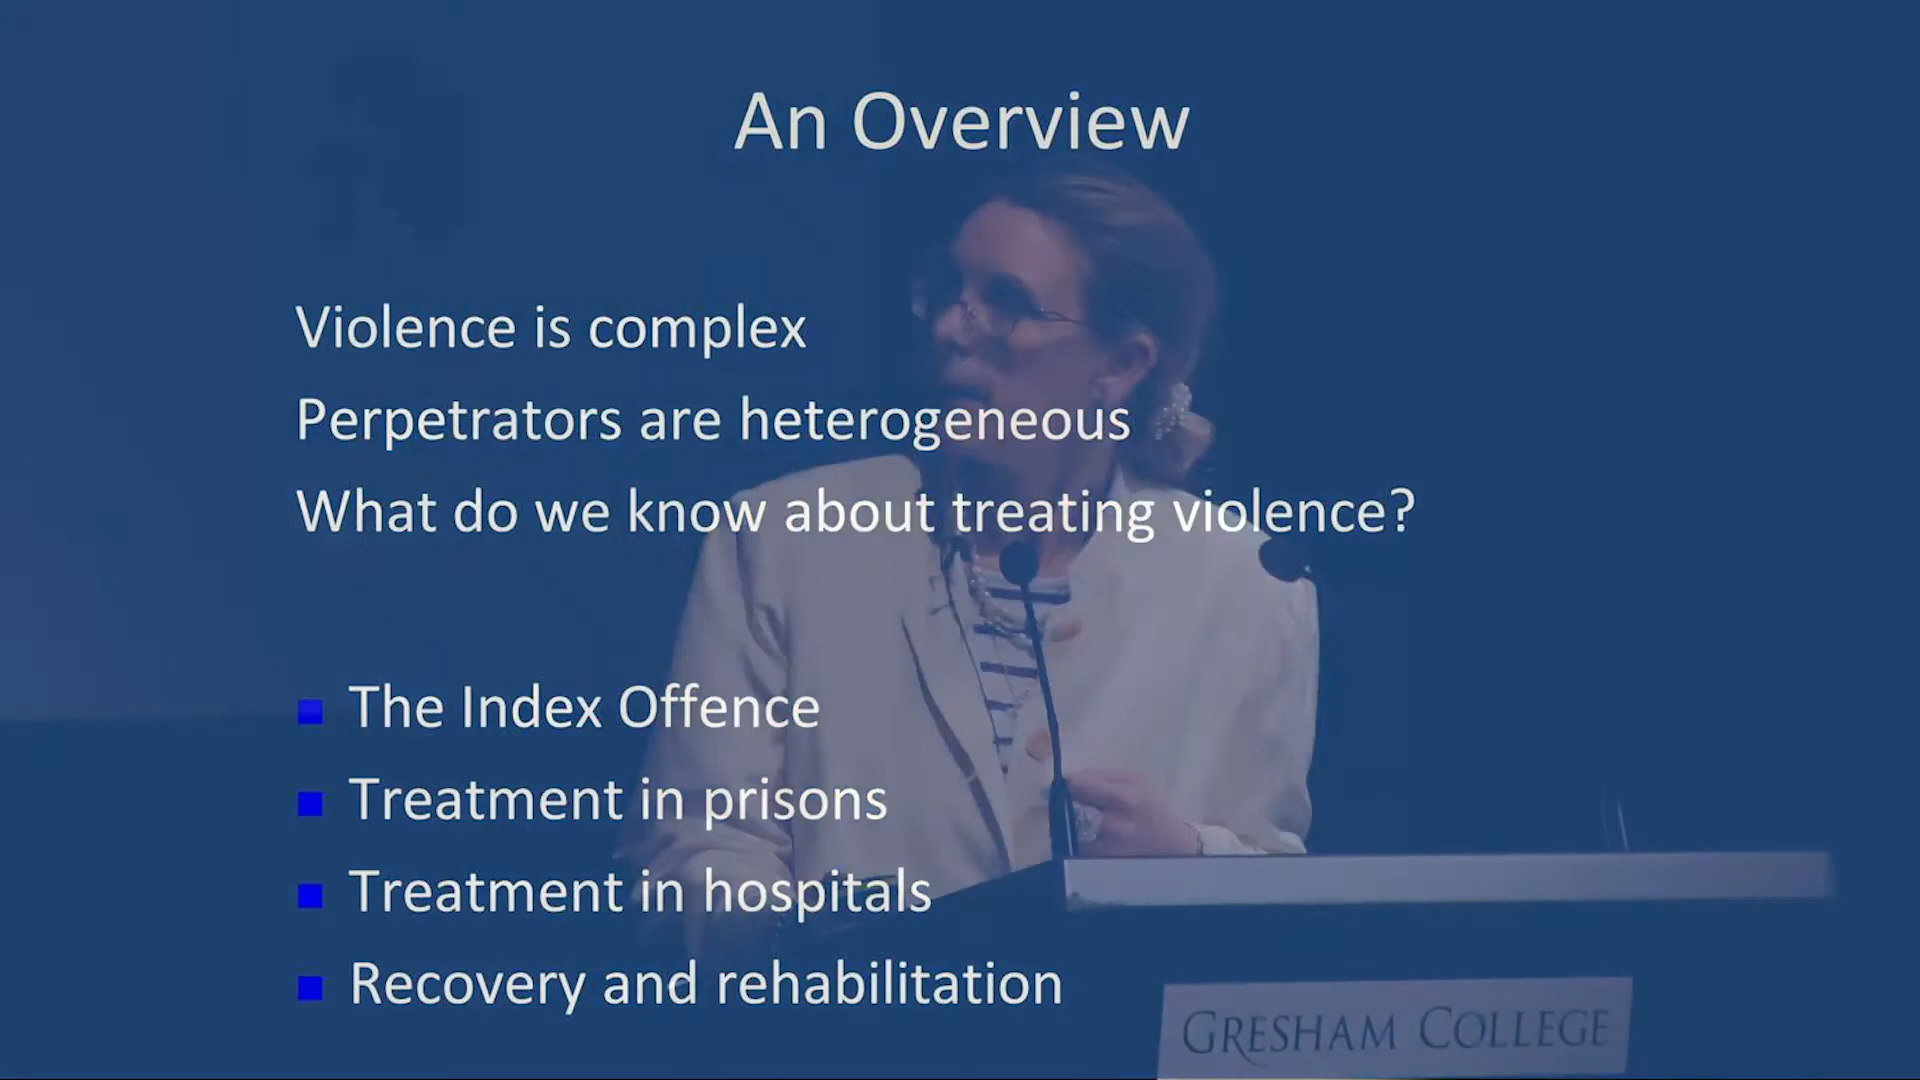 An Overview
Violence is complex
Perpetrators are heterogeneous
What do we know about treating violence?
The Index Offence
Treatment in prisons
Treatment in hospitals
Recovery and rehabilitation
GRESHAM COLLEGE